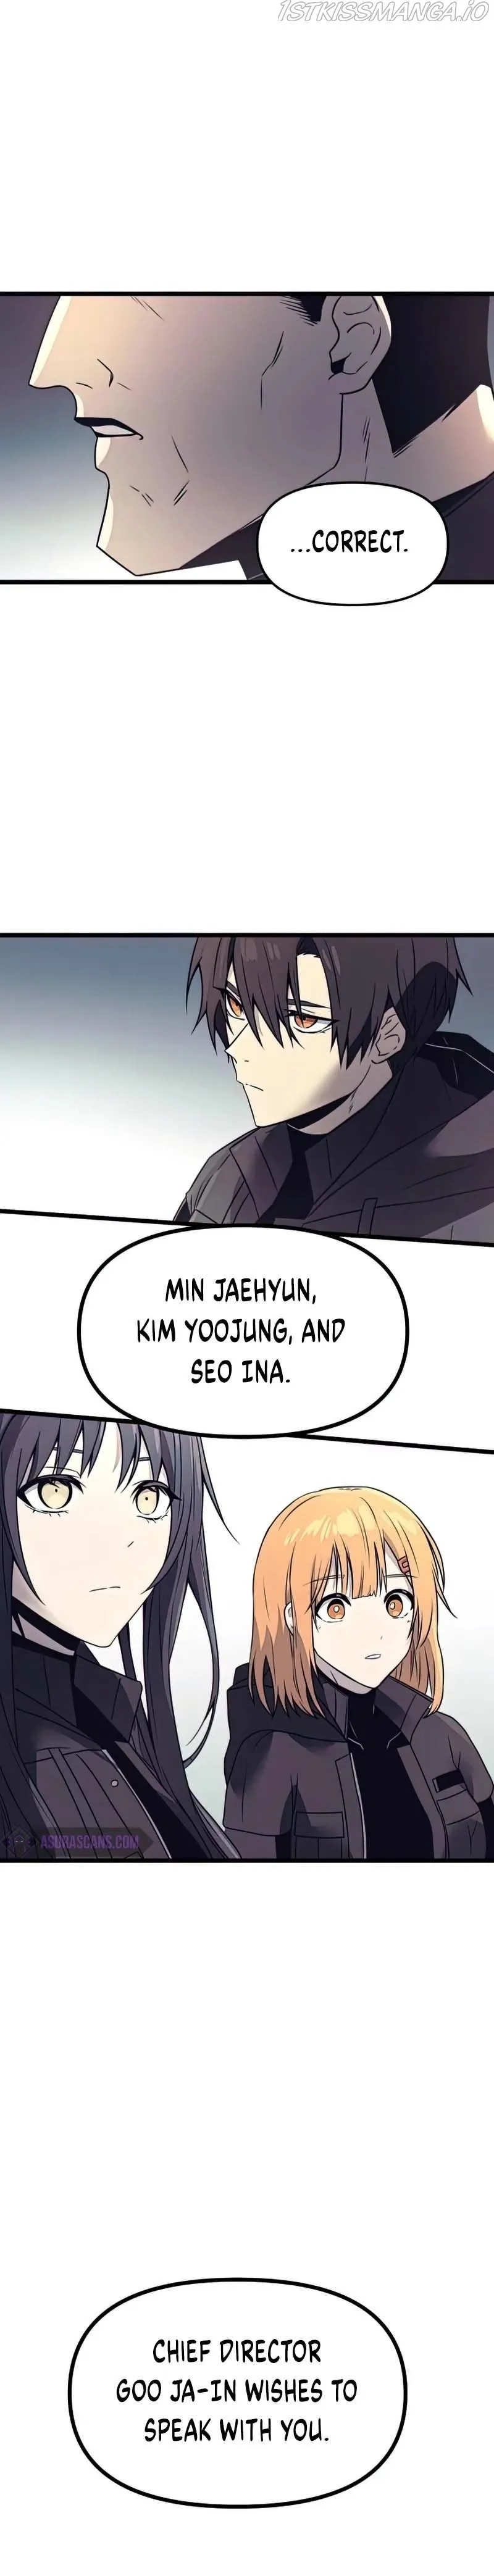 1STKISSMANGA.IO
...CORRECT.
MIN JAEHYUN,
KIM YOOJUNG, AND
SEO INA.
ASURASCANS.COM
CHIEF DIRECTOR
GOO JA-IN WISHES TO
SPEAK WITH YOU.